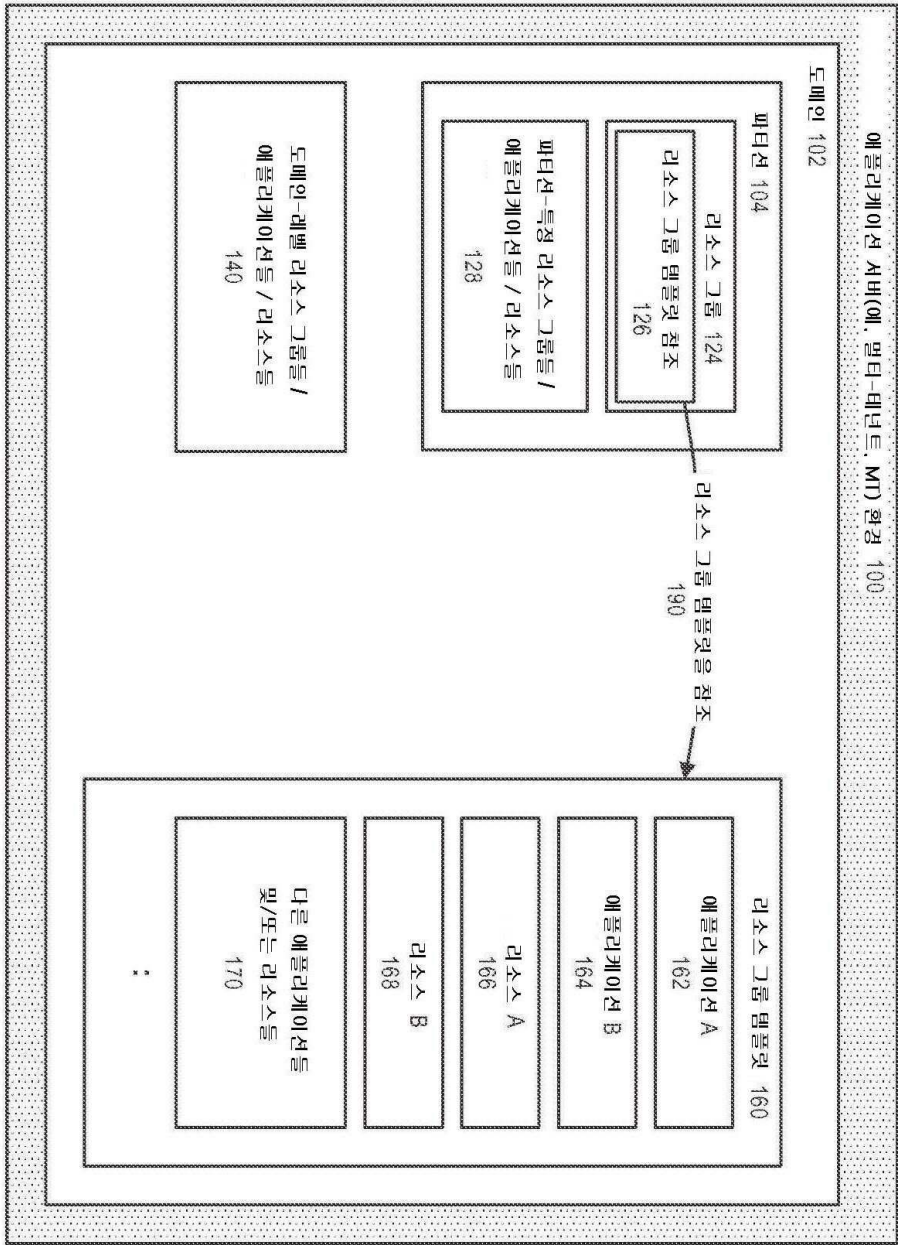 애플리케이션 서버(예, 멀티-테넌트, MT) 환경 100
도메인 102
파티션 104
리소스 그룹 124
리소스 그룹 템플릿 참조
126
파티션-특정 리소스 그룹들 /
애플리케이션들 / 리소스들
128
도메인-레벨 리소스 그룹들 /
애플리케이션들 / 리소스들
140
리소스 그룹 템플릿을 참조
190
리소스 그룹 템플릿 160
애플리케이션 A
162
애플리케이션 B
164
리소스 A
166
리소스 B
168
다른 애플리케이션들
및/또는 리소스들
170